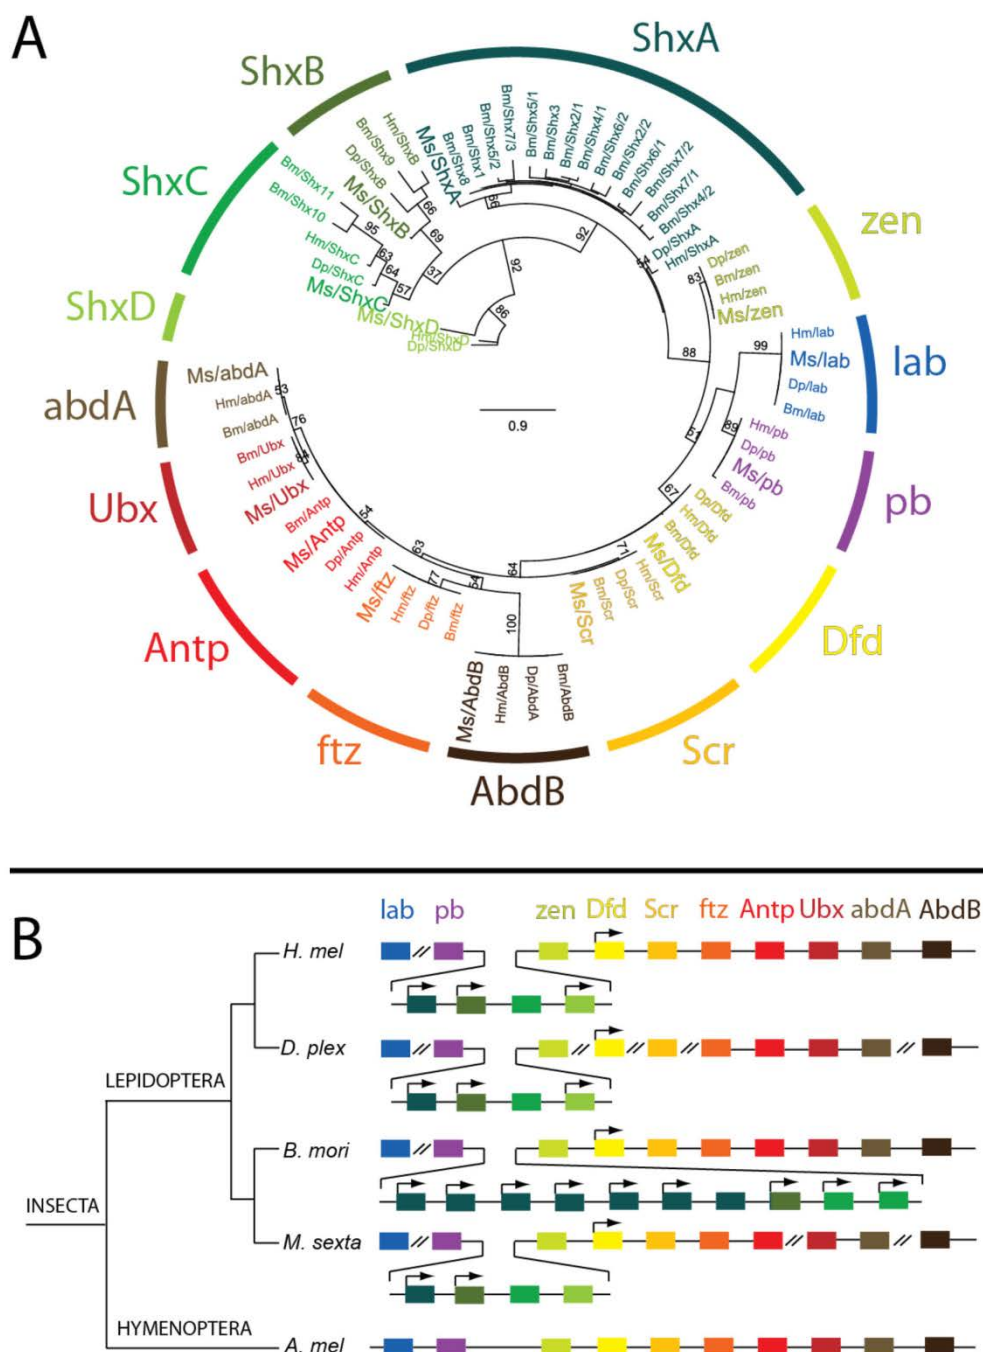 A
ShxA
ShxB
ShxC
ShxD
abdA
Ubx
Antp
ftz
AbdB
Scr
Dfd
pb
lab
zen
Bm/Shx11
Bm/Shx10
Hm/ShxC
Dp/ShxC
Ms/ShxC
Ms/ShxD
Hm/ShxD
Dp/ShxD
Hm/ShxB
Bm/Shx9
Dp/ShxB
Ms/ShxB
Ms/ShxA
Bm/Shx8
Bm/Shx1
Bm/Shx5/2
Bm/Shx7/3
Bm/Shx5/1
Bm/Shx3
Bm/Shx2/1
Bm/Shx4/1
Bm/Shx6/2
Bm/Shx2/2
Bm/Shx6/1
Bm/Shx7/2
Bm/Shx7/1
Bm/Shx4/2
Dp/ShxA
Hm/ShxA
Dp/zen
Bm/zen
Hm/zen
Ms/zen
Hm/lab
Ms/lab
Dp/lab
Bm/lab
Hm/pb
Dp/pb
Ms/pb
Bm/pb
Dp/Dfd
Hm/Dfd
Bm/Dfd
Ms/Dfd
Hm/Scr
Dp/Scr
Bm/Scr
Ms/Scr
Bm/AbdB
Dp/AbdA
Hm/AbdB
Ms/AbdB
Bm/ftz
Dp/ftz
Hm/ftz
Ms/ftz
Hm/Antp
Dp/Antp
Ms/Antp
Bm/Antp
Ms/Ubx
Hm/Ubx
Bm/Ubx
Bm/abdA
Hm/abdA
Ms/abdA
66
69
37
95
63
64
57
92
86
66
92
54
83
88
99
89
51
67
71
64
100
54
77
63
54
76
53
0.9
B
lab pb zen Dfd Scr ftz Antp Ubx abdA AbdB
H. mel
D. plex
LEPIDOPTERA
B. mori
INSECTA
M. sexta
HYMENOPTERA
A. mel